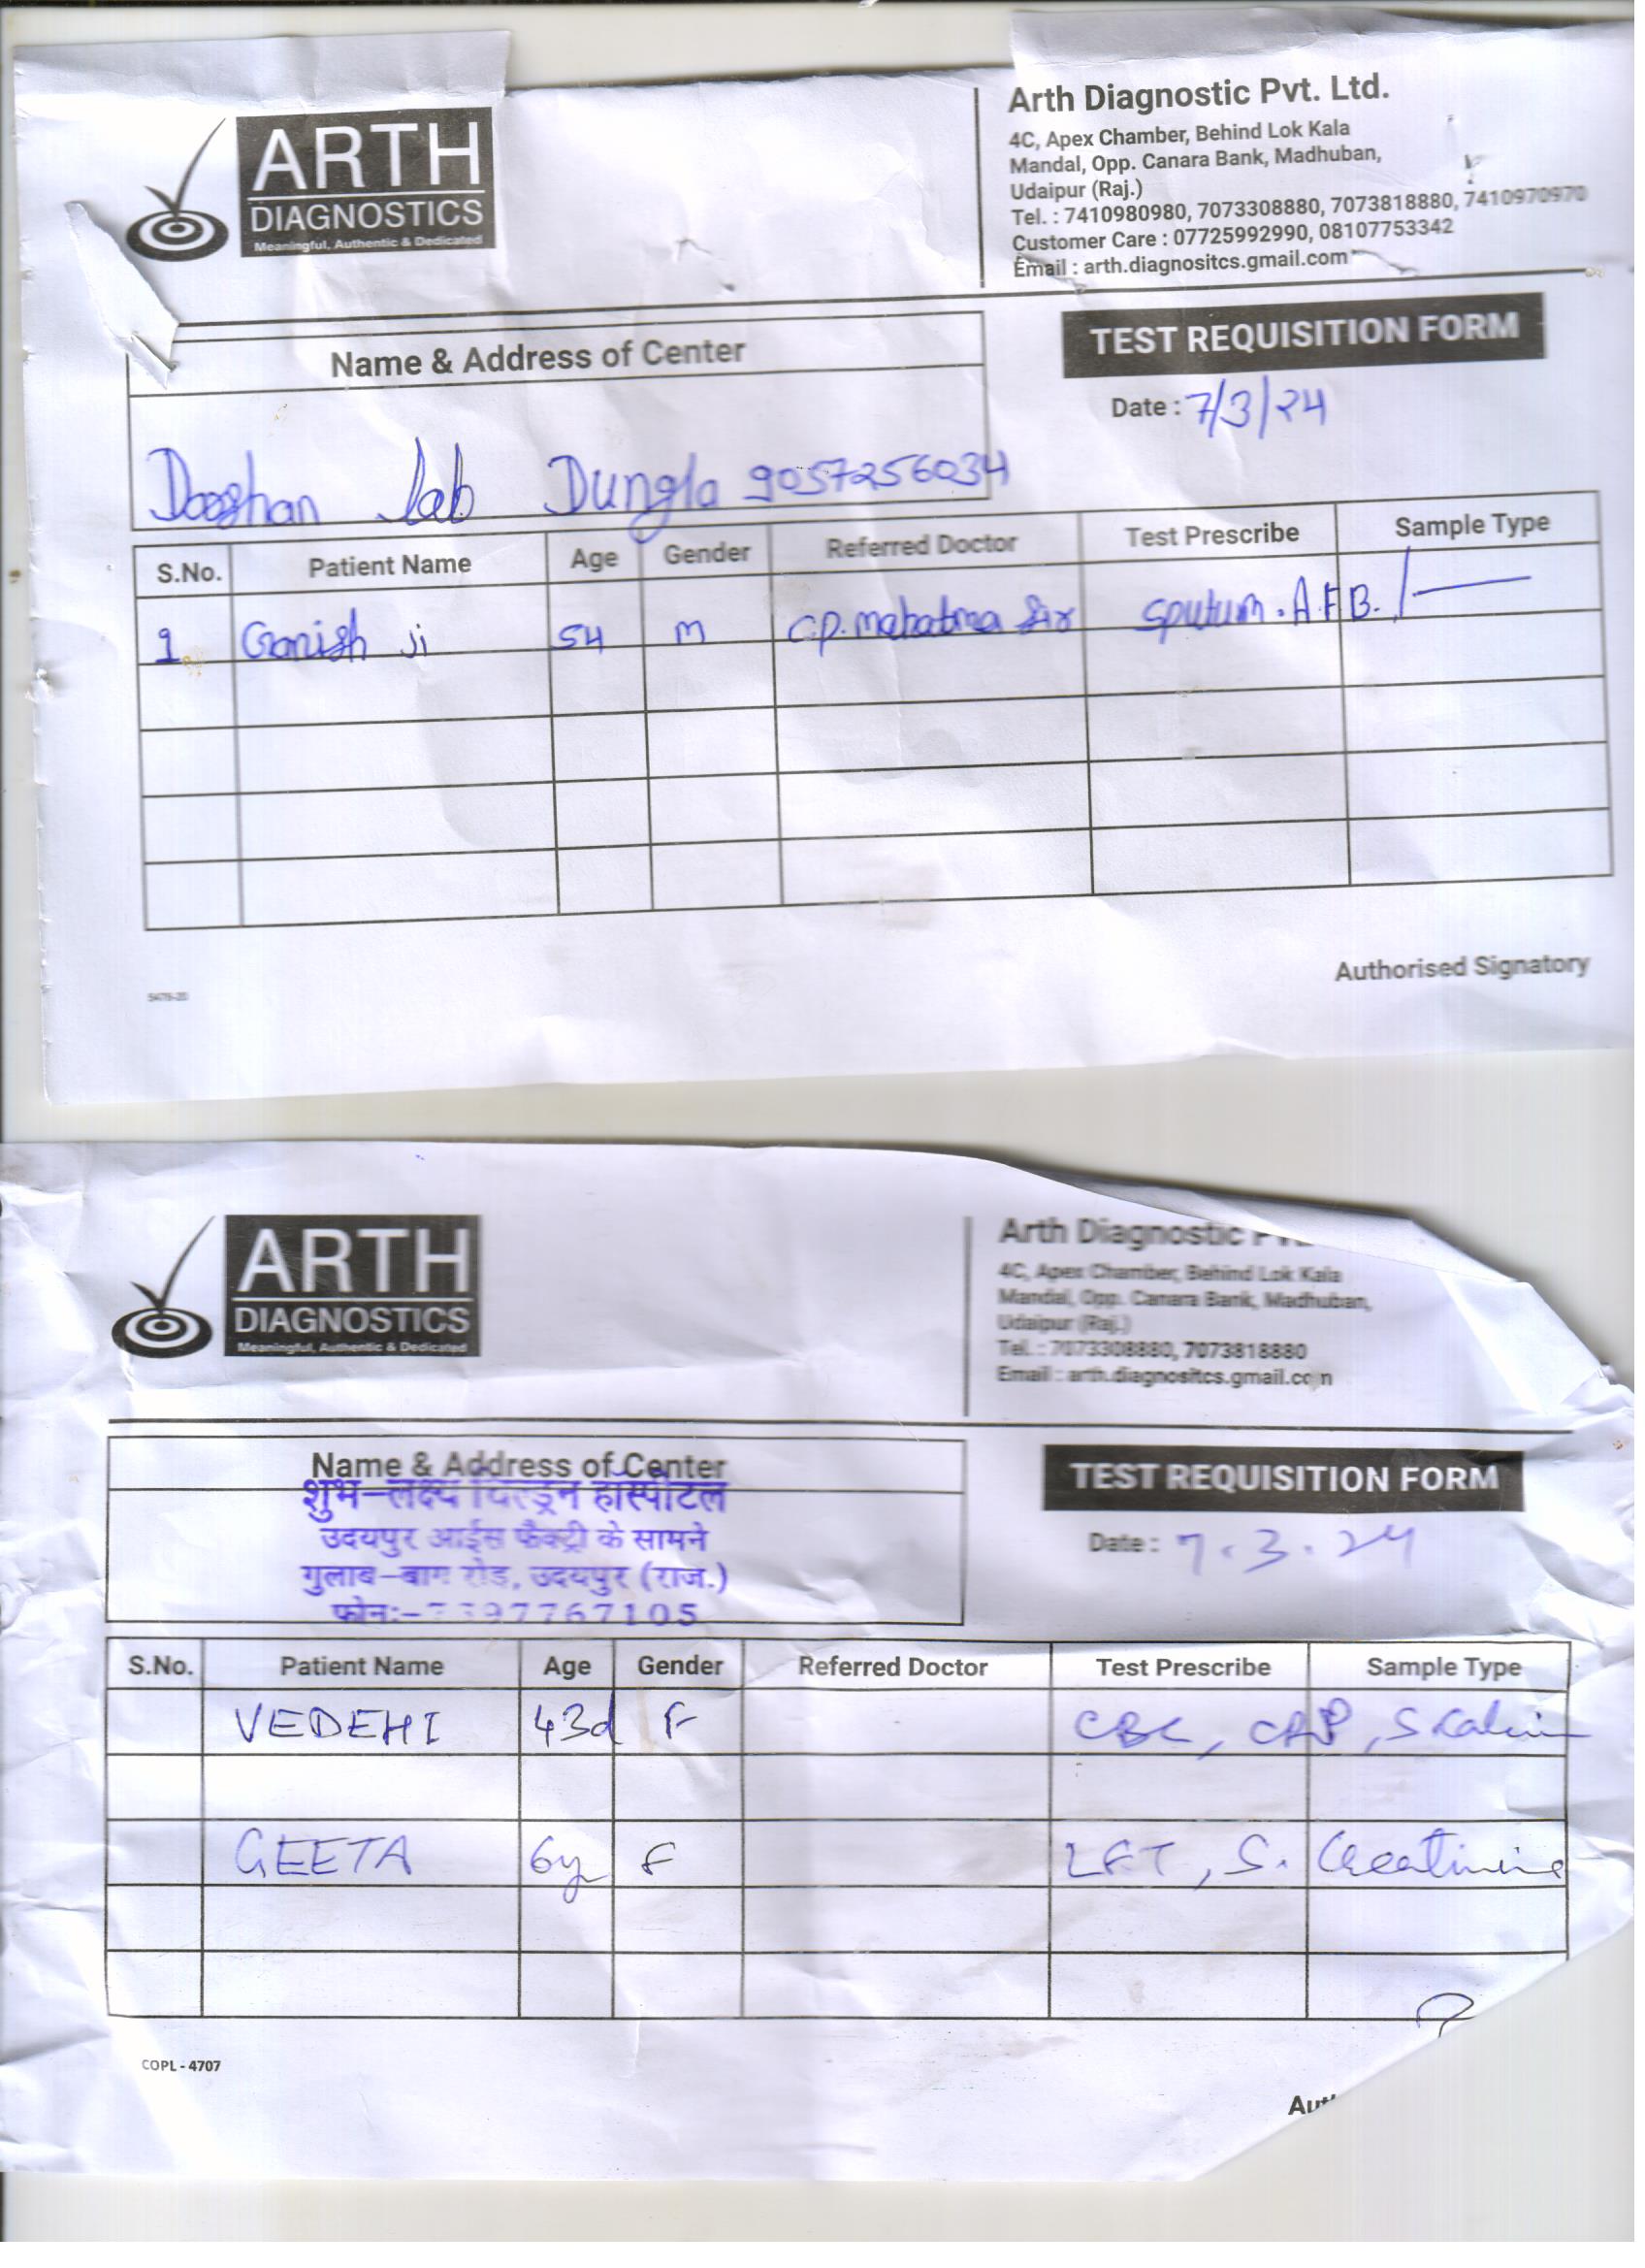 ARTH
DIAGNOSTICS
Meaningful, Authentic & Dedicated
Arth Diagnostic Pvt. Ltd.
4C, Apex Chamber, Behind Lok Kala
Mandal, Opp. Canara Bank, Madhuban,
Udaipur (Raj.)
Tel. : 7410980980, 7073308880, 7073818880, 7410970970
Customer Care : 07725992990, 08107753342
Email : arth.diagnositcs.gmail.com
Name & Address of Center
TEST REQUISITION FORM
Date : 7/3/24
lab Dungla 9057256034
S.No. Patient Name Age Gender Referred Doctor Test Prescribe Sample Type
1. Ganish ji 54 M C.P. mahatma Sir Sputum. A.F.B. / —
Authorised Signatory
5478-20
ARTH
DIAGNOSTICS
Meaningful, Authentic & Dedicated
Arth Diagnostic
4C, Apex Chamber, Behind Lok Kala
Mandal, Opp. Canara Bank, Madhuban,
Udaipur (Raj.)
Tel. : 7073308880, 7073818880
Email : arth.diagnositcs.gmail.com
Name & Address of Center
शुभ-लक्ष्य चिल्ड्रन हॉस्पीटल
उदयपुर आईस फैक्ट्री के सामने
गुलाब-बाग रोड, उदयपुर (राज.)
फोन:-
TEST REQUISITION FORM
Date : 7.3.24
S.No. Patient Name Age Gender Referred Doctor Test Prescribe Sample Type
VEDEHI 43d F CBC, CRP, S.
GEETA 6y F LFT, S. Creatinine
COPL - 4707